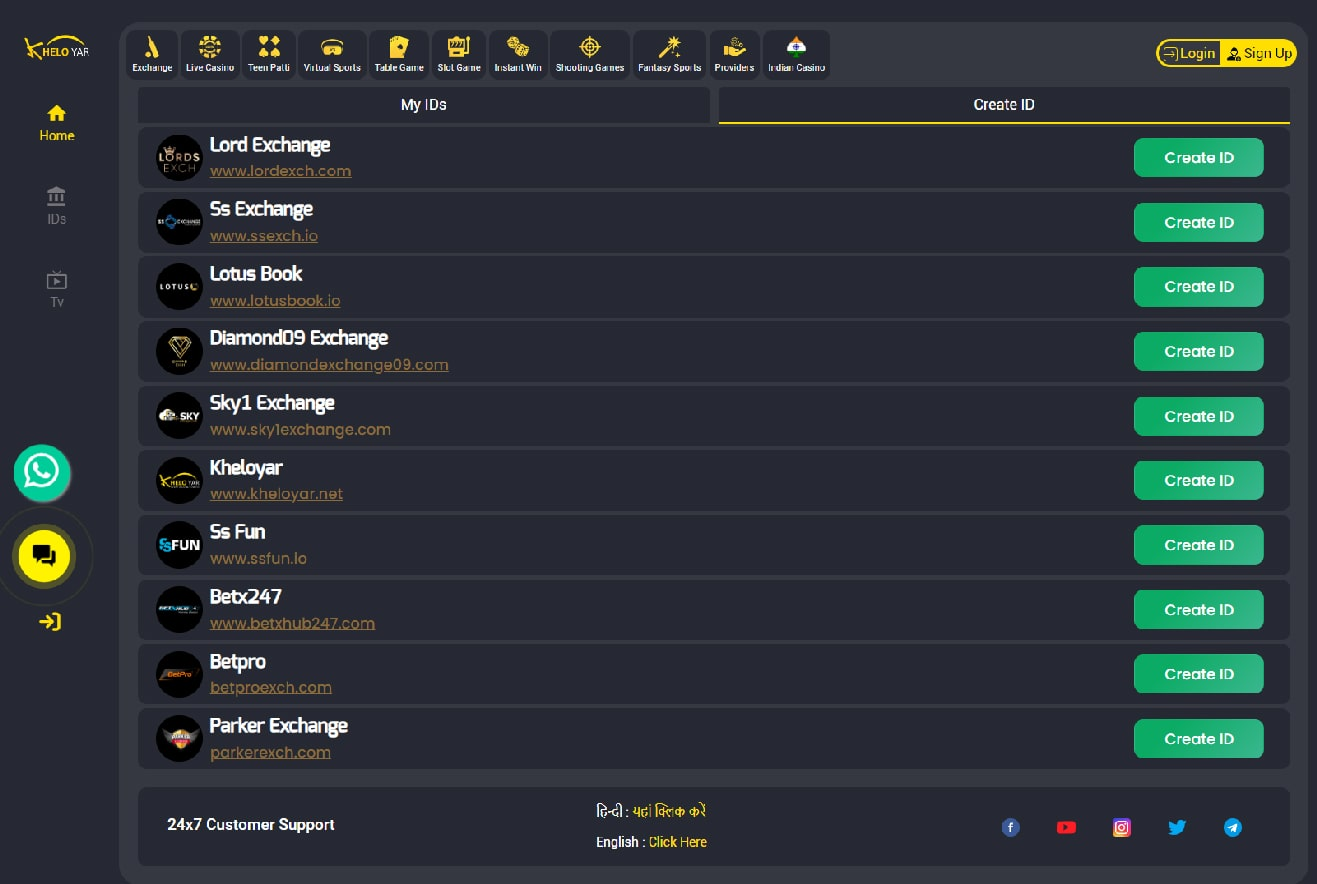 KHELO YAR
Exchange
Live Casino
Teen Patti
Virtual Sports
Table Game
Slot Game
Instant Win
Shooting Games
Fantasy Sports
Providers
Indian Casino
Login
Sign Up
Home
IDs
Tv
My IDs
Create ID
LORDS
EXCH
Lord Exchange
www.lordexch.com
Create ID
SS EXCHANGE
Ss Exchange
www.ssexch.io
Create ID
LOTUS
Lotus Book
www.lotusbook.io
Create ID
Diamond09 Exchange
www.diamondexchange09.com
Create ID
SKY
Sky1 Exchange
www.sky1exchange.com
Create ID
KHELO YAR
Kheloyar
www.kheloyar.net
Create ID
SSFUN
Ss Fun
www.ssfun.io
Create ID
Betx247
www.betxhub247.com
Create ID
BetPro
Betpro
betproexch.com
Create ID
Parker Exchange
parkerexch.com
Create ID
24x7 Customer Support
हिन्दी : यहां क्लिक करें
English : Click Here